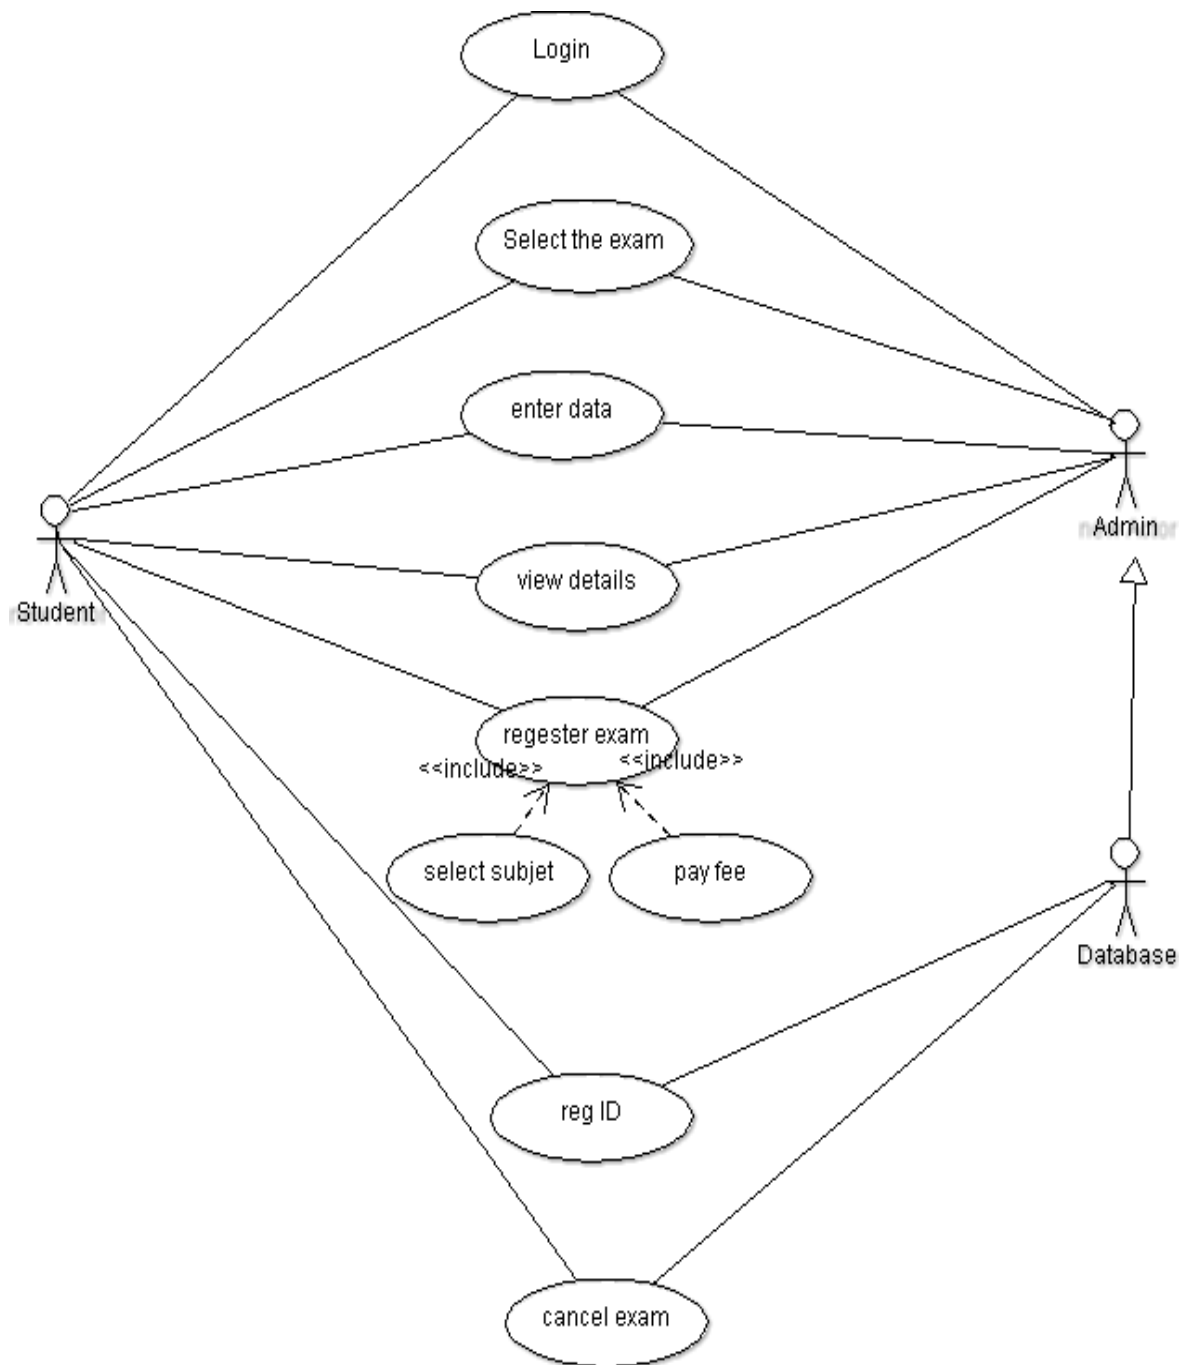 Login
Select the exam
enter data
Admin
view details
Student
regester exam
<<include>>
<<include>>
select subjet
pay fee
Database
reg ID
cancel exam